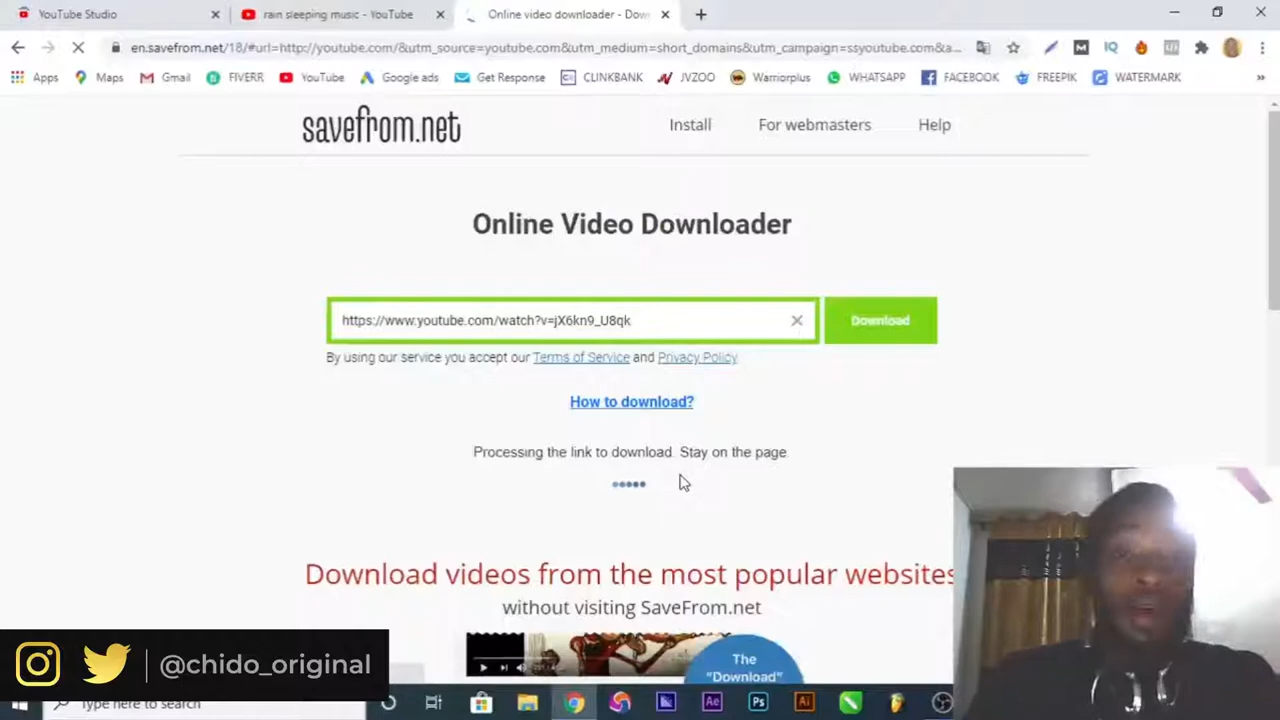 YouTube Studio
rain sleeping music - YouTube
Online video downloader - Dow
en.savefrom.net/18/#url=http://youtube.com/&utm_source=youtube.com&utm_medium=short_domains&utm_campaign=ssyoutube.com&a...
Apps Maps Gmail FIVERR YouTube Google ads Get Response CLINKBANK JVZOO Warriorplus WHATSAPP FACEBOOK FREEPIK WATERMARK »
savefrom.net
Install For webmasters Help
Online Video Downloader
https://www.youtube.com/watch?v=jX6kn9_U8qk
Download
By using our service you accept our Terms of Service and Privacy Policy
How to download?
Processing the link to download. Stay on the page
Download videos from the most popular websites
without visiting SaveFrom.net
The
"Download"
@chido_original
Type here to search
Ae Ps Ai